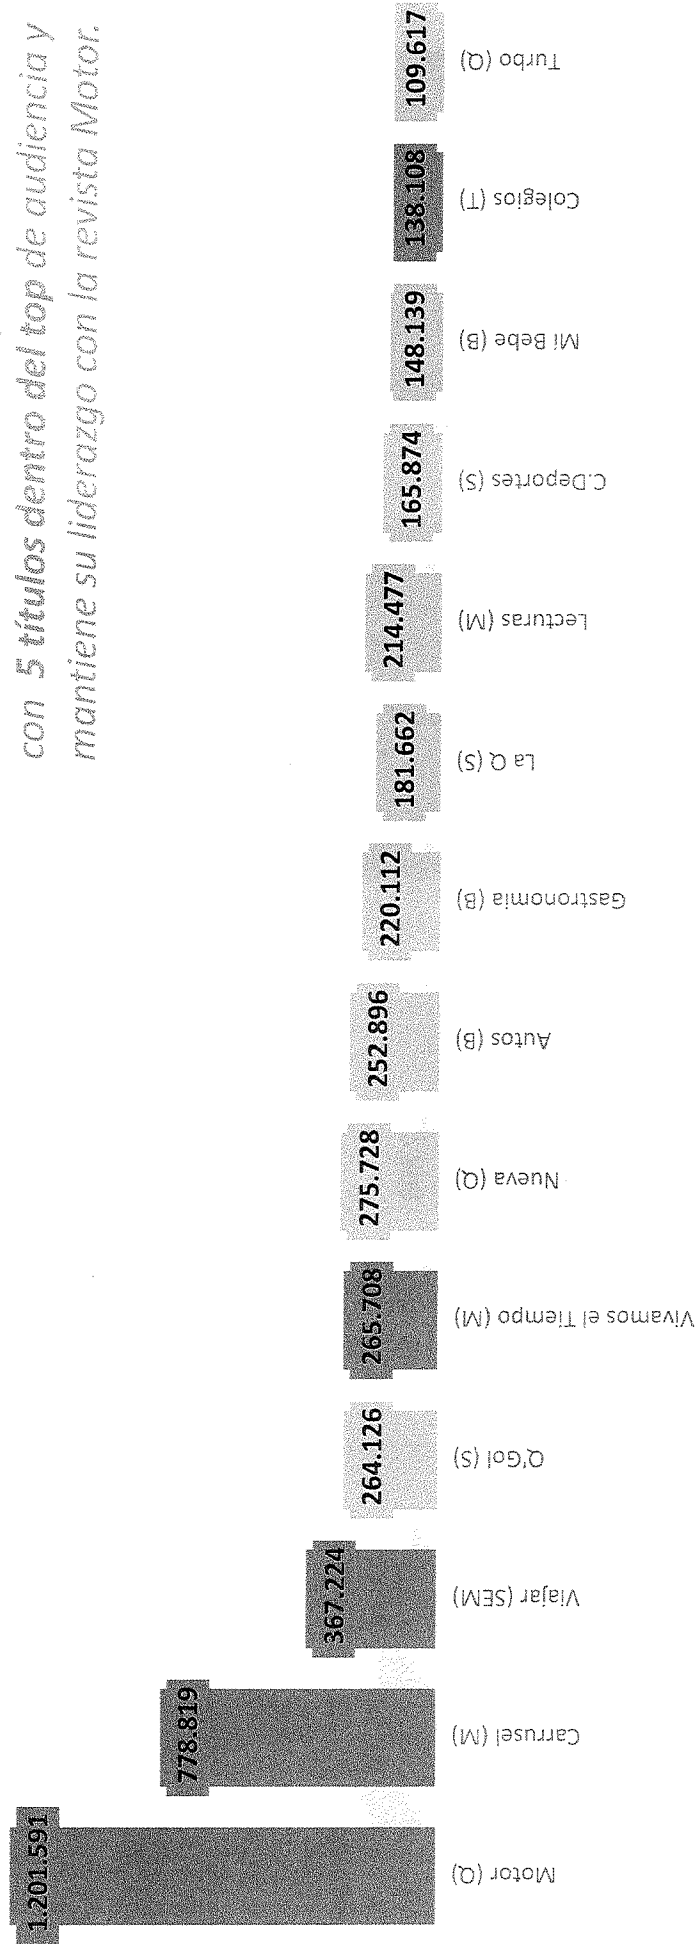 con 5 títulos dentro del top de audiencia y
mantiene su liderazgo con la revista Motor.
1.201.591
778.819
367.224
264.126
265.708
275.728
252.896
220.112
181.662
214.477
165.874
148.139
138.108
109.617
Motor (Q)
Carrusel (M)
Viajar (SEM)
Q'Gol (S)
Vivamos el Tiempo (M)
Nueva (Q)
Autos (B)
Gastronomia (B)
La Q (S)
Lecturas (M)
C.Deportes (S)
Mi Bebe (B)
Colegios (T)
Turbo (Q)